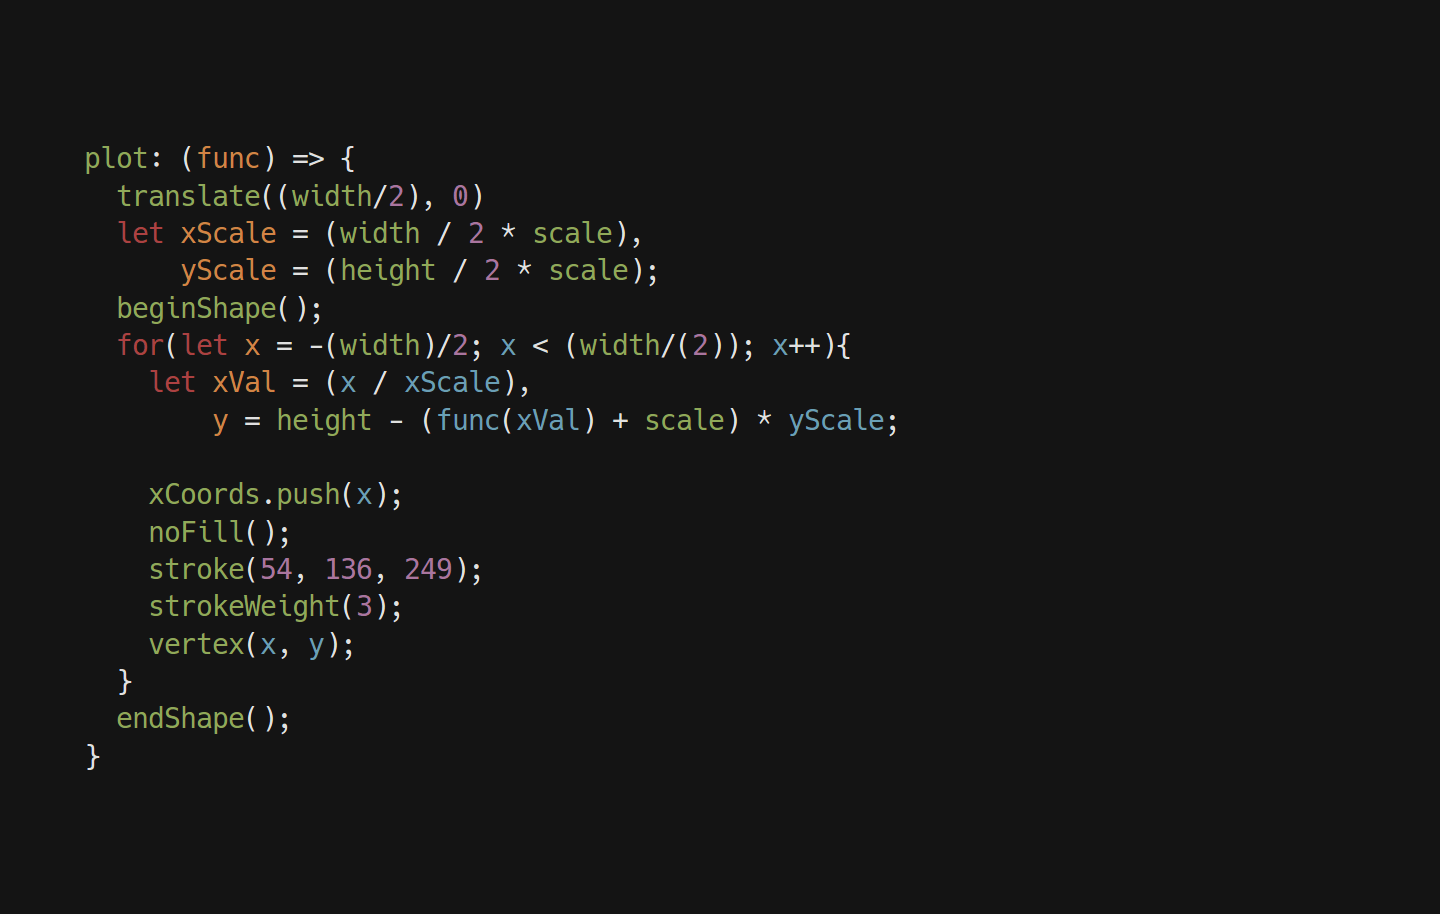 plot: (func) => {
  translate((width/2), 0)
  let xScale = (width / 2 * scale),
      yScale = (height / 2 * scale);
  beginShape();
  for(let x = -(width)/2; x < (width/(2)); x++){
    let xVal = (x / xScale),
        y = height - (func(xVal) + scale) * yScale;

    xCoords.push(x);
    noFill();
    stroke(54, 136, 249);
    strokeWeight(3);
    vertex(x, y);
  }
  endShape();
}